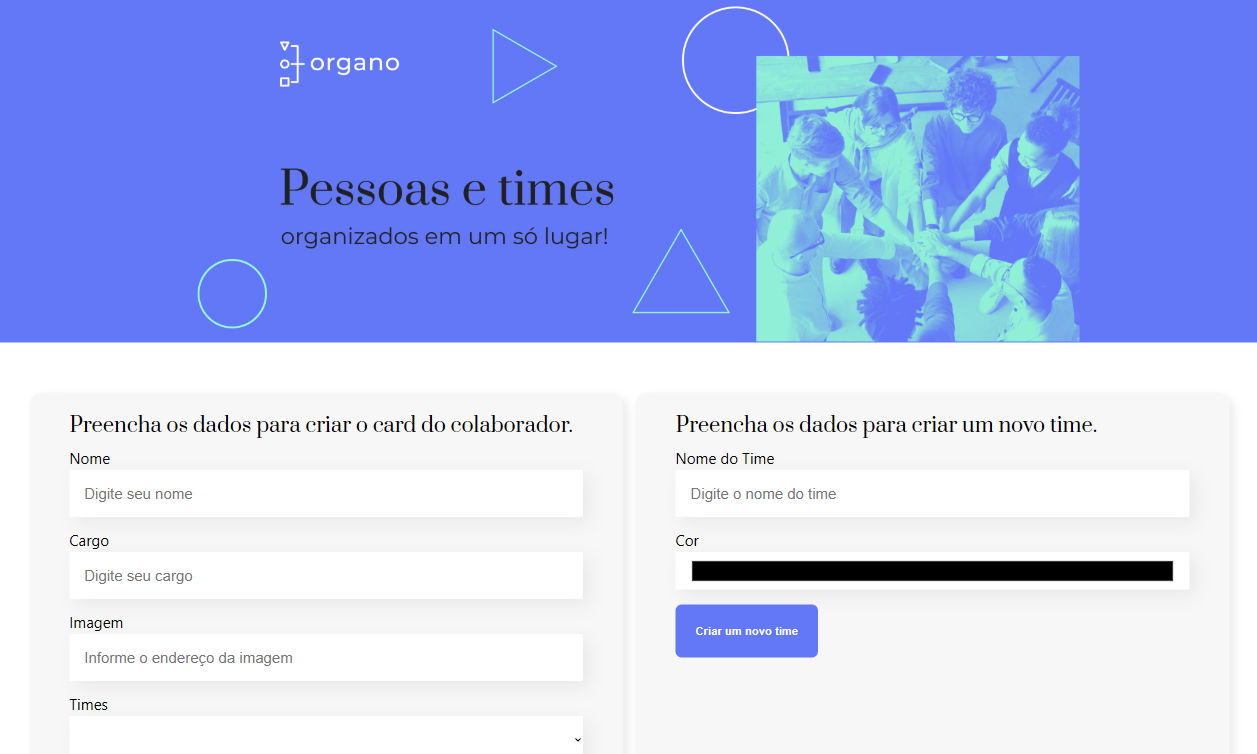 organo
Pessoas e times
organizados em um só lugar!
Preencha os dados para criar o card do colaborador.
Nome
Digite seu nome
Cargo
Digite seu cargo
Imagem
Informe o endereço da imagem
Times
Preencha os dados para criar um novo time.
Nome do Time
Digite o nome do time
Cor
Criar um novo time